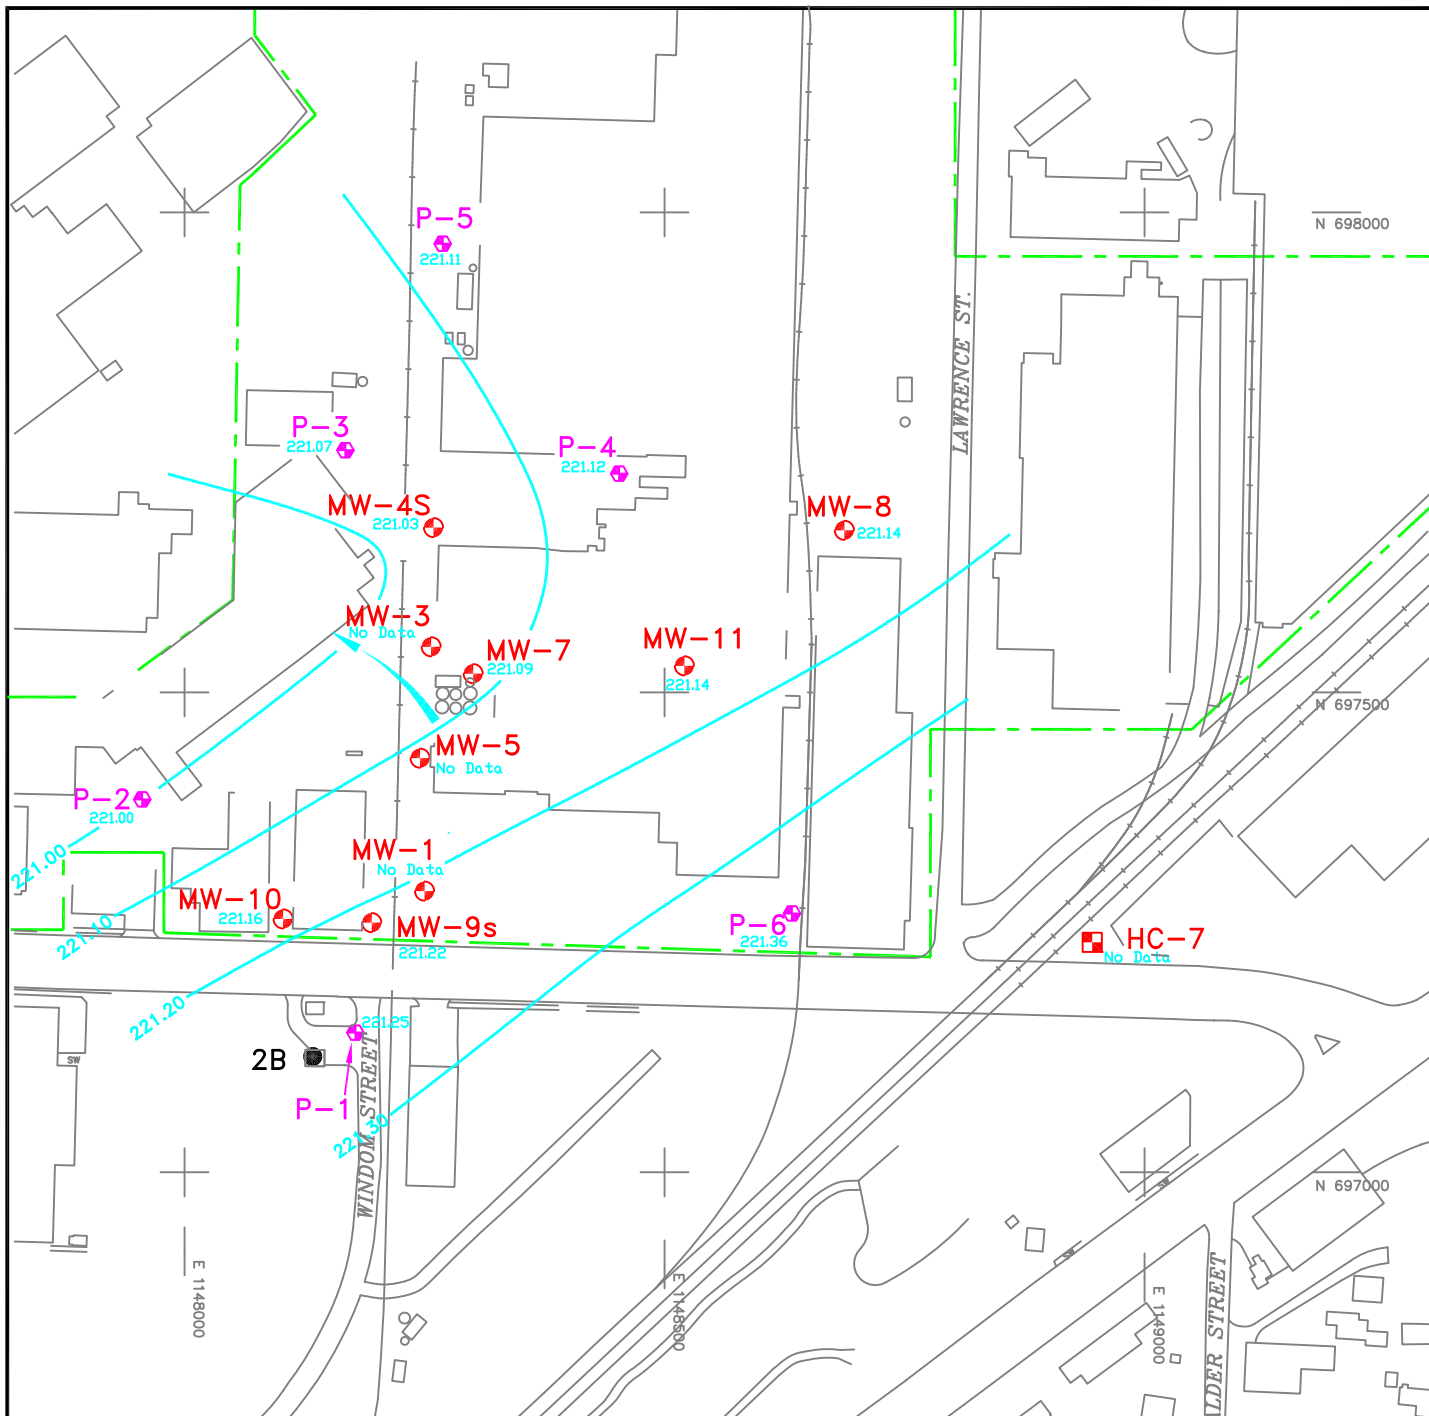 P-5
221.11
N 698000
LAWRENCE ST.
P-3
221.07
P-4
221.12
MW-4S
221.03
MW-8
221.14
MW-3
No Data
MW-7
221.09
MW-11
221.14
N 697500
MW-5
No Data
P-2
221.00
221.00
MW-1
No Data
MW-10
221.16
MW-9s
221.22
221.10
P-6
221.36
HC-7
No Data
221.20
221.25
2B
SW
P-1
221.30
WINDOM STREET
N 697000
SW
SW
E 1148000
E 1148500
E 1149000
ALDER STREET